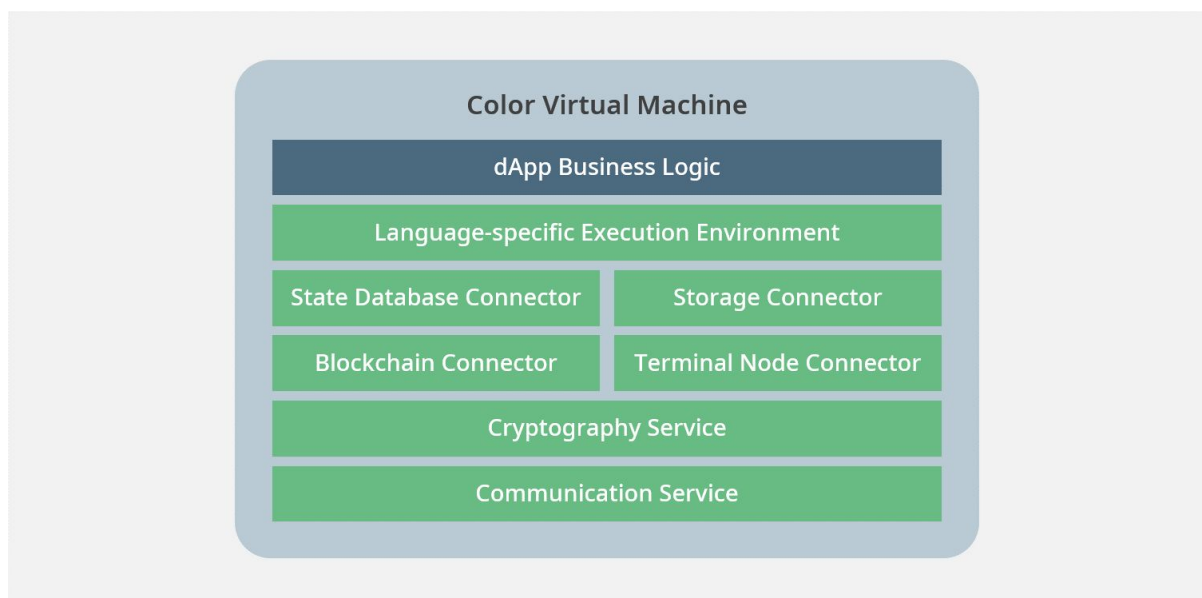 Color Virtual Machine
dApp Business Logic
Language-specific Execution Environment
State Database Connector
Storage Connector
Blockchain Connector
Terminal Node Connector
Cryptography Service
Communication Service